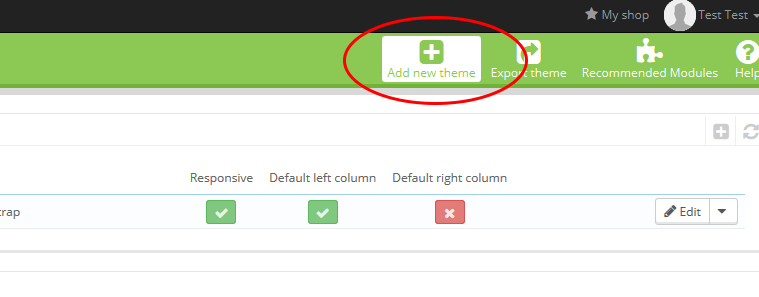 My shop Test Test
Add new theme Export theme Recommended Modules Help
Responsive Default left column Default right column
trap Edit